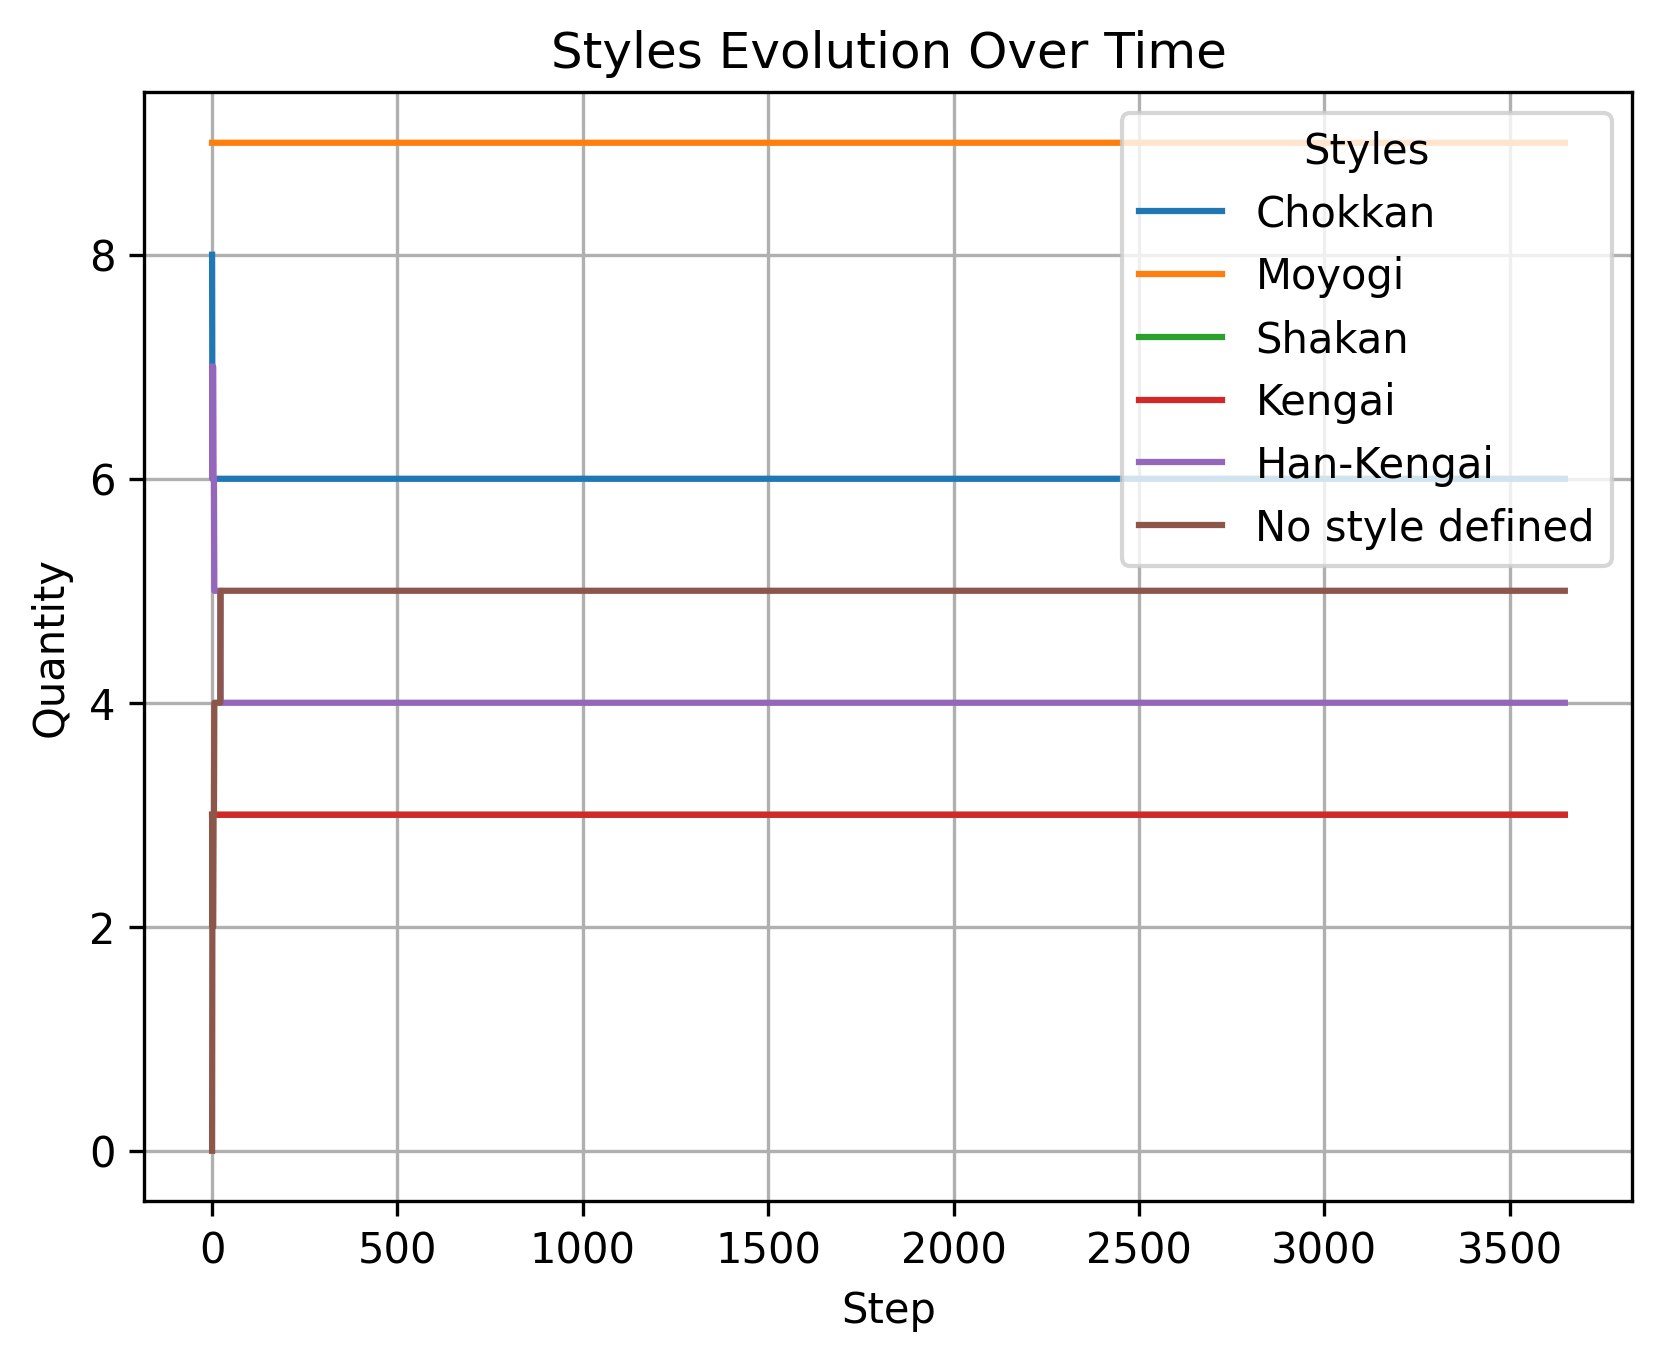 Styles Evolution Over Time
Styles
Chokkan
Moyogi
Shakan
Kengai
Han-Kengai
No style defined
Quantity
8
6
4
2
0
0 500 1000 1500 2000 2500 3000 3500
Step